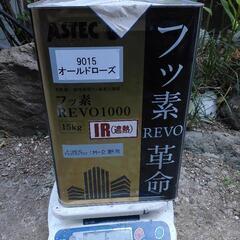 ASTEC
9015
オールドローズ
フッ素
REVO1000
15kg
IR(遮熱)
フッ素
REVO
革命